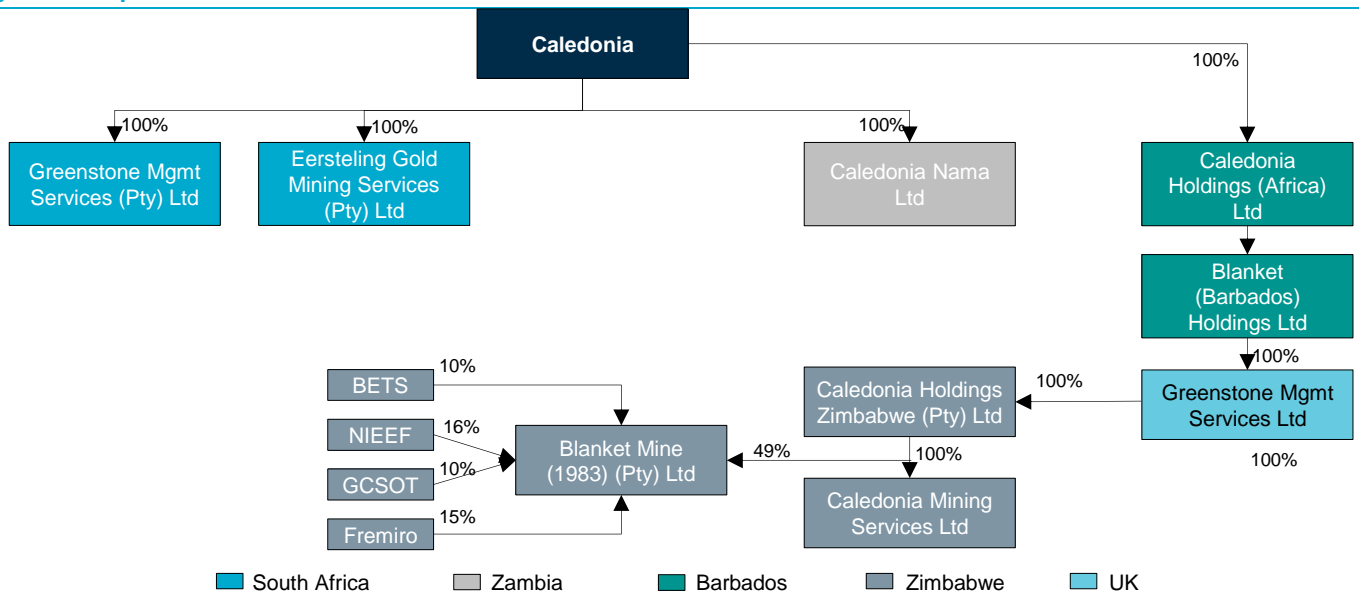 Caledonia
100%
100%
100%
100%
Greenstone Mgmt
Services (Pty) Ltd
Eersteling Gold
Mining Services
(Pty) Ltd
Caledonia Nama
Ltd
Caledonia
Holdings (Africa)
Ltd
Blanket
(Barbados)
Holdings Ltd
100%
BETS
10%
NIEEF
16%
GCSOT
10%
Fremiro
15%
Blanket Mine
(1983) (Pty) Ltd
49%
Caledonia Holdings
Zimbabwe (Pty) Ltd
100%
Greenstone Mgmt
Services Ltd
100%
100%
Caledonia Mining
Services Ltd
South Africa
Zambia
Barbados
Zimbabwe
UK